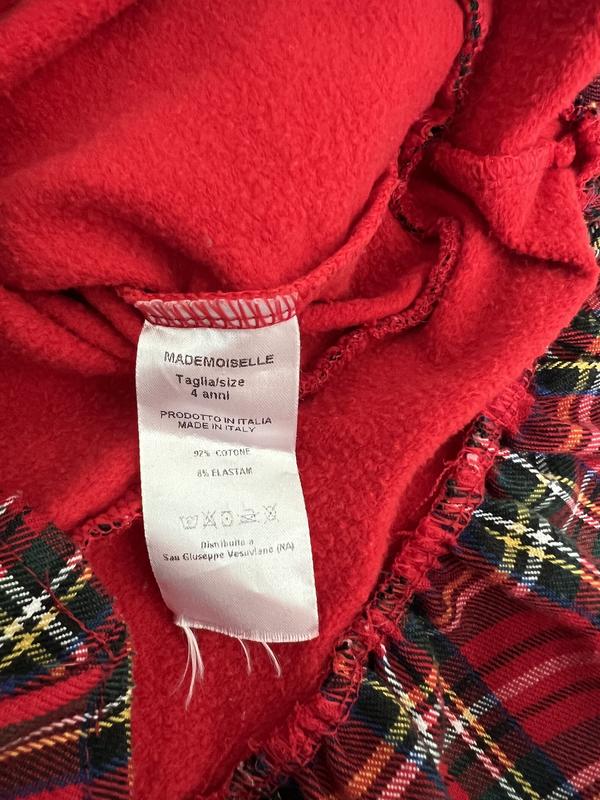 MADEMOISELLE
Taglia/size
4 anni
PRODOTTO IN ITALIA
MADE IN ITALY
92% COTONE
8% ELASTAM
Distribuito a
San Giuseppe Vesuviano (NA)